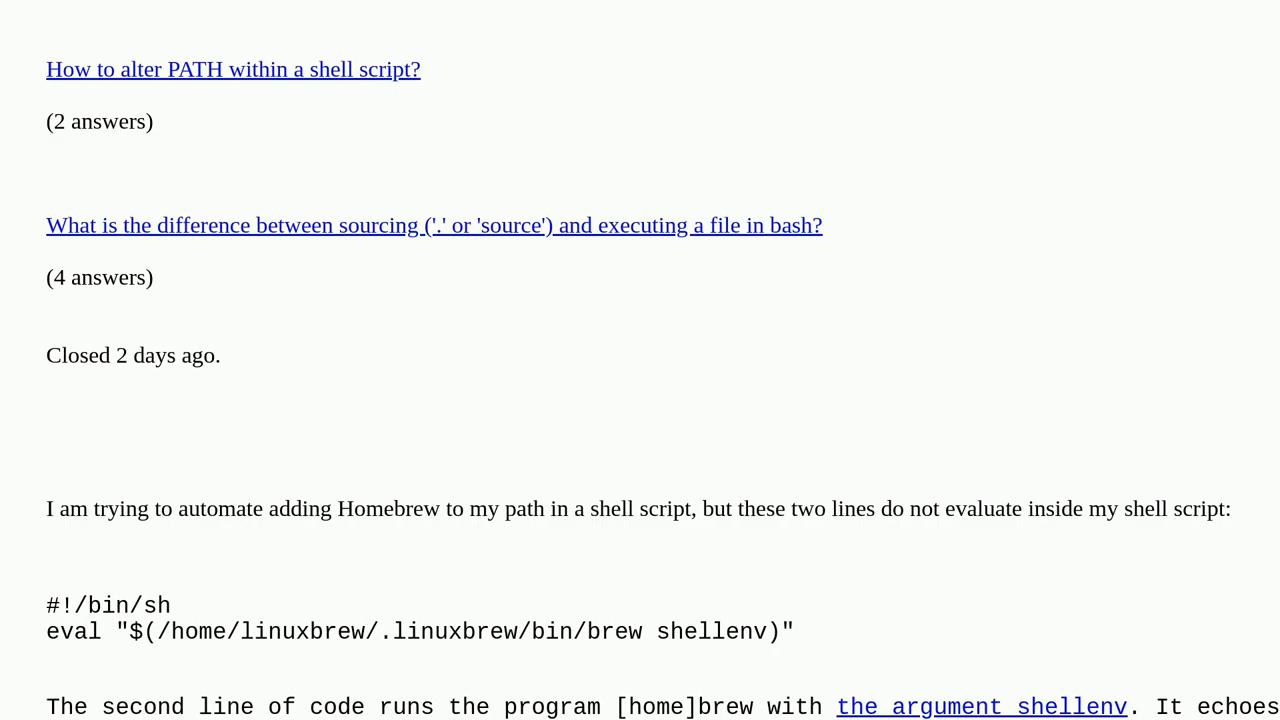 How to alter PATH within a shell script?
(2 answers)
What is the difference between sourcing ('.' or 'source') and executing a file in bash?
(4 answers)
Closed 2 days ago.
I am trying to automate adding Homebrew to my path in a shell script, but these two lines do not evaluate inside my shell script:
#!/bin/sh
eval "$(/home/linuxbrew/.linuxbrew/bin/brew shellenv)"
The second line of code runs the program [home]brew with the argument shellenv. It echoes